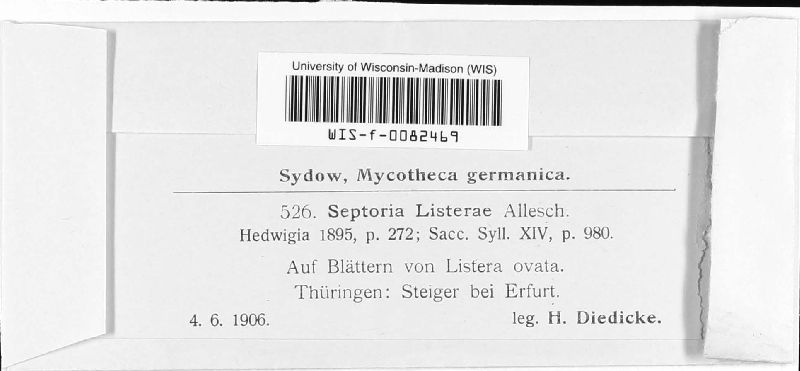 University of Wisconsin-Madison (WIS)
WIS-f-0082469
Sydow, Mycotheca germanica.
526. Septoria Listerae Allesch.
Hedwigia 1895, p. 272; Sacc. Syll. XIV, p. 980.
Auf Blättern von Listera ovata.
Thüringen: Steiger bei Erfurt.
4. 6. 1906. leg. H. Diedicke.